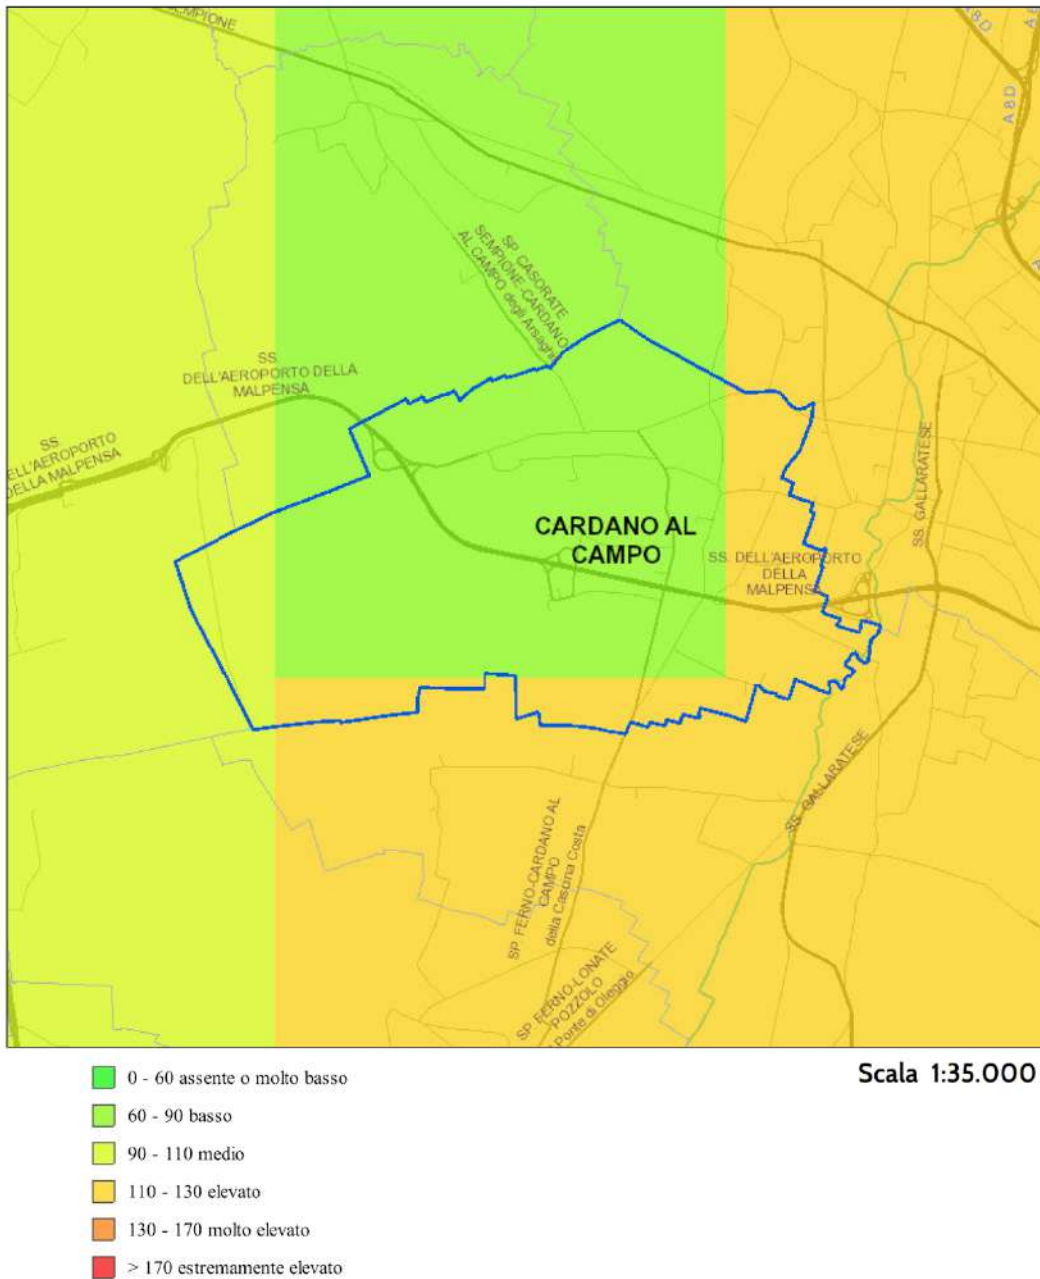 SEMPIONE
A 8 D
A 8 D
SP CASORATE
SEMPIONE-CARDANO
AL CAMPO degli Arsaghi
SS.
DELL'AEROPORTO DELLA
MALPENSA
SS.
DELL'AEROPORTO
DELLA MALPENSA
SS. GALLARATESE
CARDANO AL
CAMPO
SS. DELL'AEROPORTO
DELLA
MALPENSA
SS. GALLARATESE
SP FERNO-CARDANO AL
CAMPO
della Cascina Costa
SP FERNO-LONATE
POZZOLO
Ponte di Oleggio
Scala 1:35.000
0 - 60 assente o molto basso
60 - 90 basso
90 - 110 medio
110 - 130 elevato
130 - 170 molto elevato
> 170 estremamente elevato